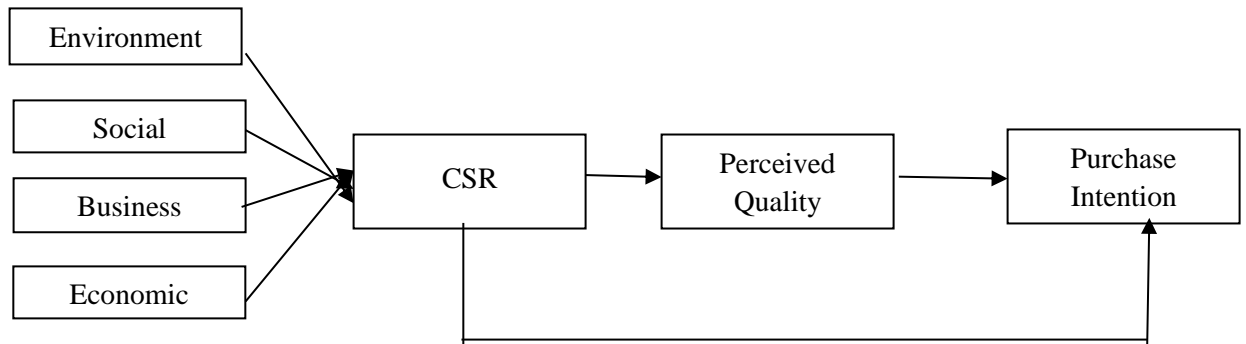 Environment
Social
Business
Economic
CSR
Perceived
Quality
Purchase
Intention